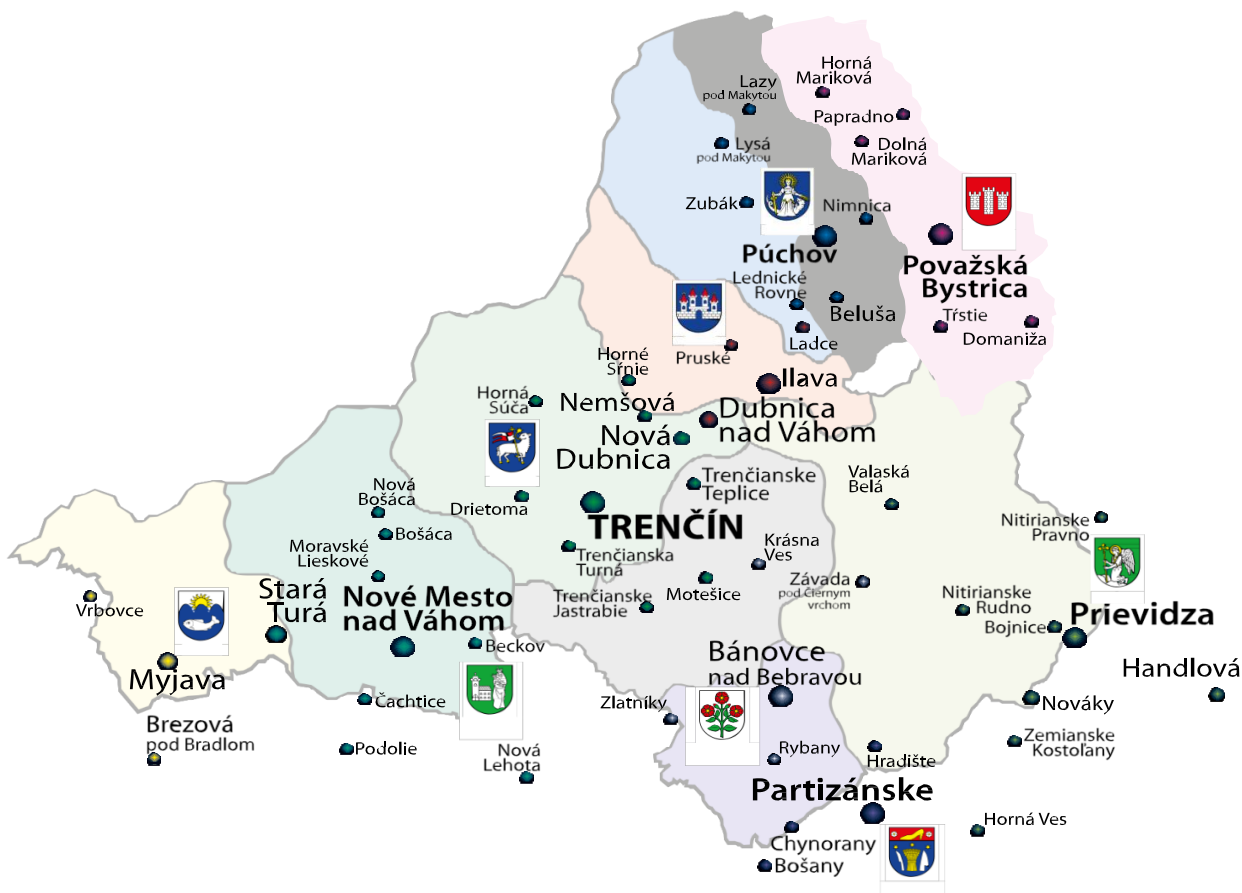 Horná
Mariková
Lazy
pod Makytou
Papradno
Lysá
pod Makytou
Dolná
Mariková
Zubák
Nimnica
Púchov
Považská
Bystrica
Lednické
Rovne
Beluša
Tŕstie
Domaniža
Ladce
Pruské
Horné
Sŕnie
Ilava
Horná
Súča
Nemšová
Dubnica
nad Váhom
Nová
Dubnica
Trenčianske
Teplice
Valaská
Belá
Nová
Bošáca
Drietoma
TRENČÍN
Nitirianske
Pravno
Bošáca
Moravské
Lieskové
Trenčianska
Turná
Krásna
Ves
Stará
Turá
Nové Mesto
nad Váhom
Trenčianske
Jastrabie
Motešice
Závada
pod Čiernym
vrchom
Nitirianske
Rudno
Bojnice
Prievidza
Vrbovce
Beckov
Bánovce
nad Bebravou
Handlová
Myjava
Čachtice
Zlatníky
Nováky
Brezová
pod Bradlom
Podolie
Nová
Lehota
Rybany
Hradište
Zemianske
Kostoľany
Partizánske
Horná Ves
Chynorany
Bošany